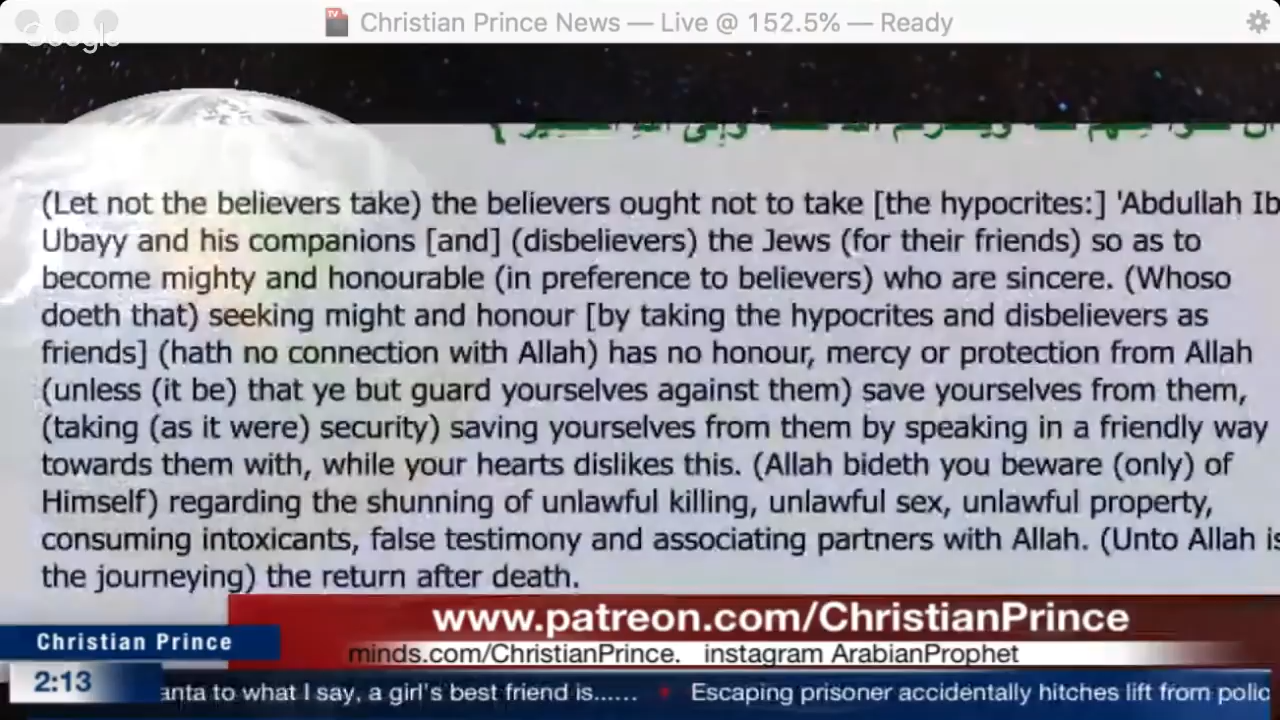 Christian Prince News — Live @ 152.5% — Ready
Google
(Let not the believers take) the believers ought not to take [the hypocrites:] 'Abdullah Ib
Ubayy and his companions [and] (disbelievers) the Jews (for their friends) so as to
become mighty and honourable (in preference to believers) who are sincere. (Whoso
doeth that) seeking might and honour [by taking the hypocrites and disbelievers as
friends] (hath no connection with Allah) has no honour, mercy or protection from Allah
(unless (it be) that ye but guard yourselves against them) save yourselves from them,
(taking (as it were) security) saving yourselves from them by speaking in a friendly way
towards them with, while your hearts dislikes this. (Allah bideth you beware (only) of
Himself) regarding the shunning of unlawful killing, unlawful sex, unlawful property,
consuming intoxicants, false testimony and associating partners with Allah. (Unto Allah is
the journeying) the return after death.
www.patreon.com/ChristianPrince
Christian Prince
minds.com/ChristianPrince. instagram ArabianProphet
2:13
anta to what I say, a girl's best friend is...... • Escaping prisoner accidentally hitches lift from polic